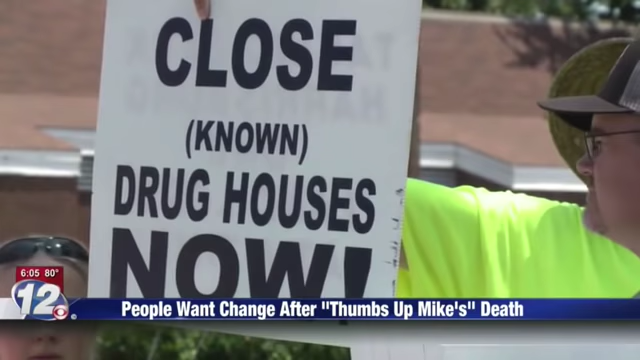 CLOSE
(KNOWN)
DRUG HOUSES
NOW!
6:05 80°
12
People Want Change After "Thumbs Up Mike's" Death